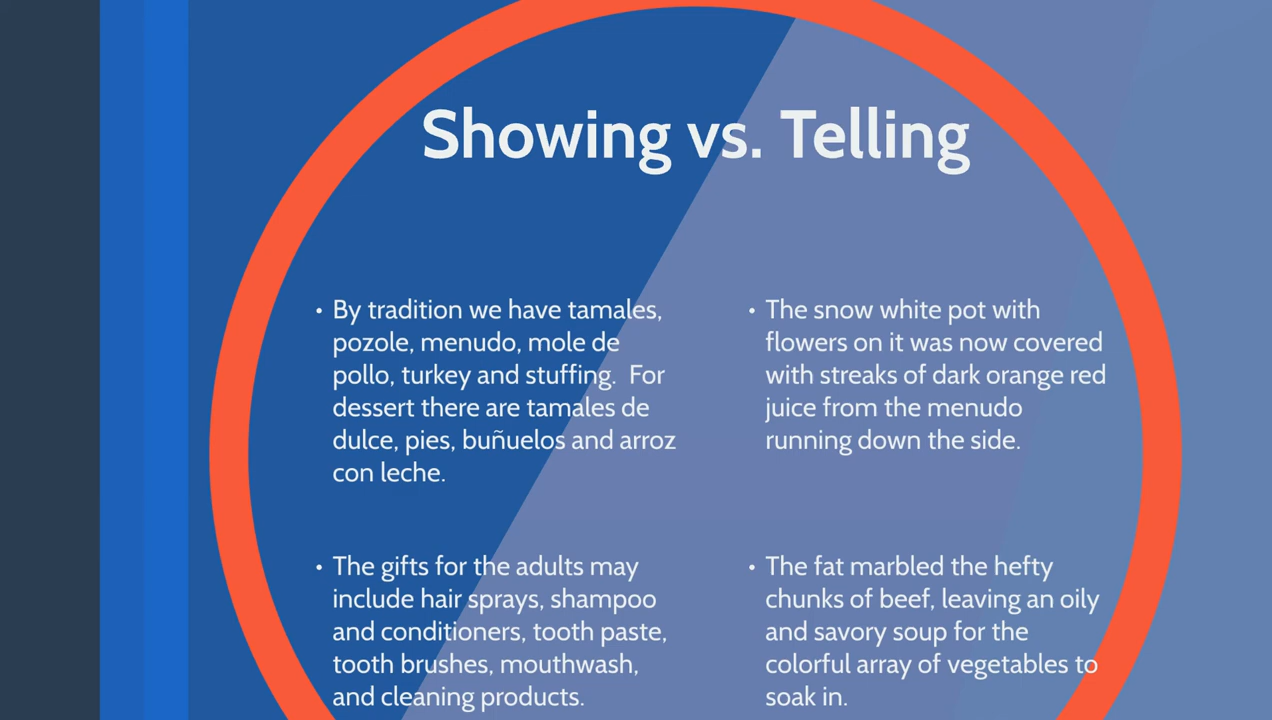 Showing vs. Telling
• By tradition we have tamales,
pozole, menudo, mole de
pollo, turkey and stuffing.  For
dessert there are tamales de
dulce, pies, buñuelos and arroz
con leche.
• The gifts for the adults may
include hair sprays, shampoo
and conditioners, tooth paste,
tooth brushes, mouthwash,
and cleaning products.
• The snow white pot with
flowers on it was now covered
with streaks of dark orange red
juice from the menudo
running down the side.
• The fat marbled the hefty
chunks of beef, leaving an oily
and savory soup for the
colorful array of vegetables to
soak in.